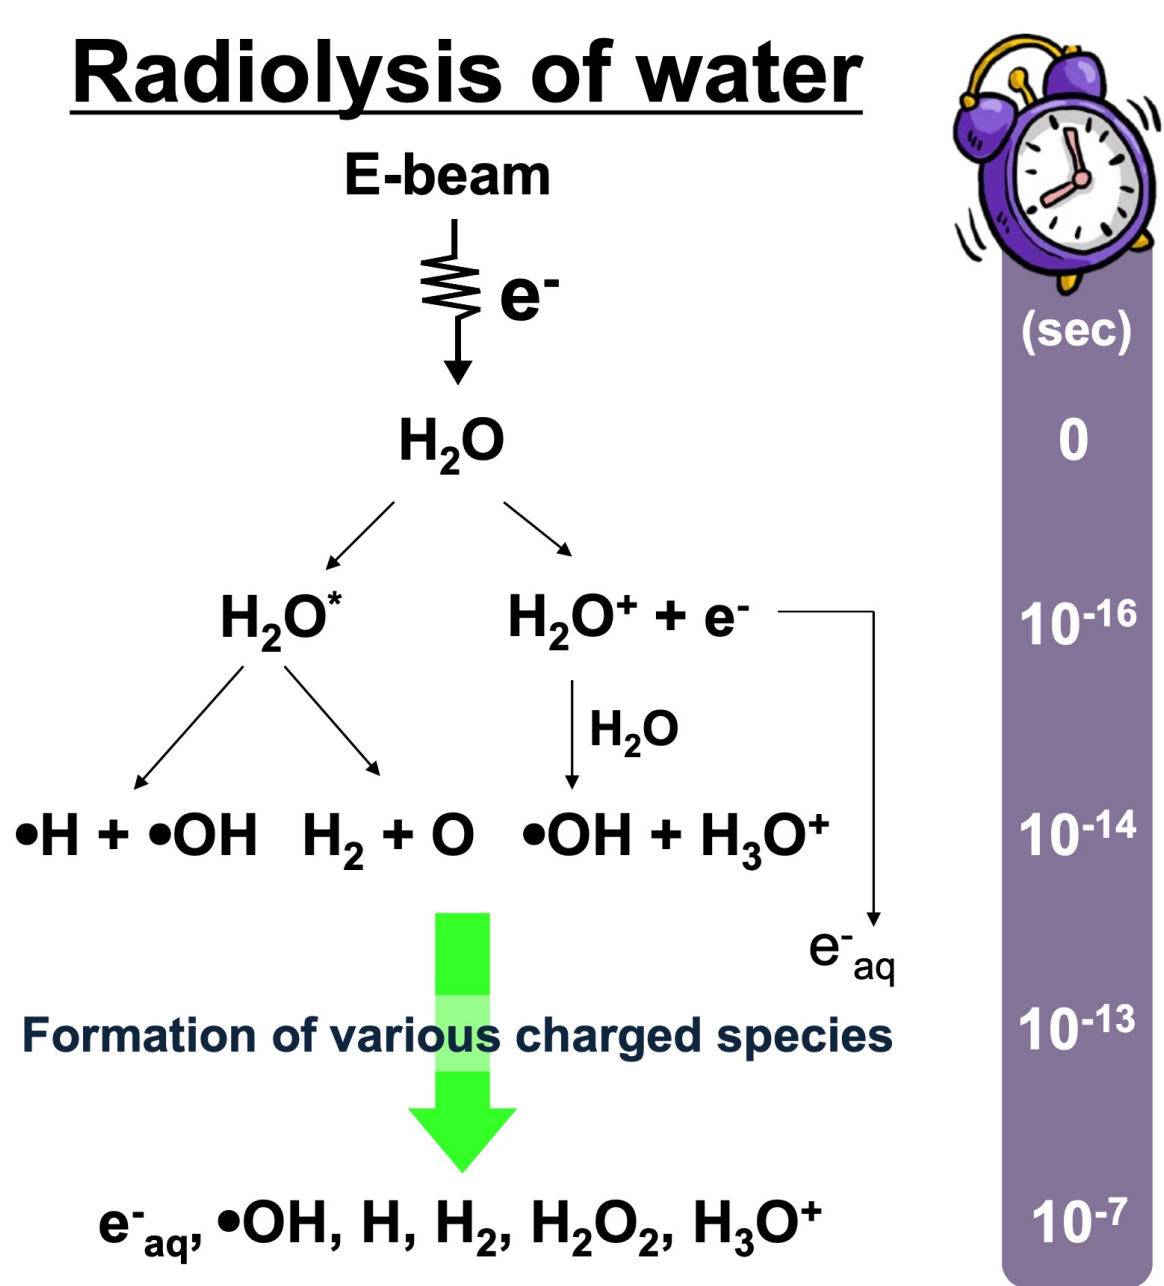 Radiolysis of water
E-beam
e⁻
(sec)
H₂O
0
H₂O* H₂O⁺ + e⁻
10⁻¹⁶
H₂O
•H + •OH H₂ + O •OH + H₃O⁺
10⁻¹⁴
e⁻aq
Formation of various charged species
10⁻¹³
e⁻aq, •OH, H, H₂, H₂O₂, H₃O⁺
10⁻⁷